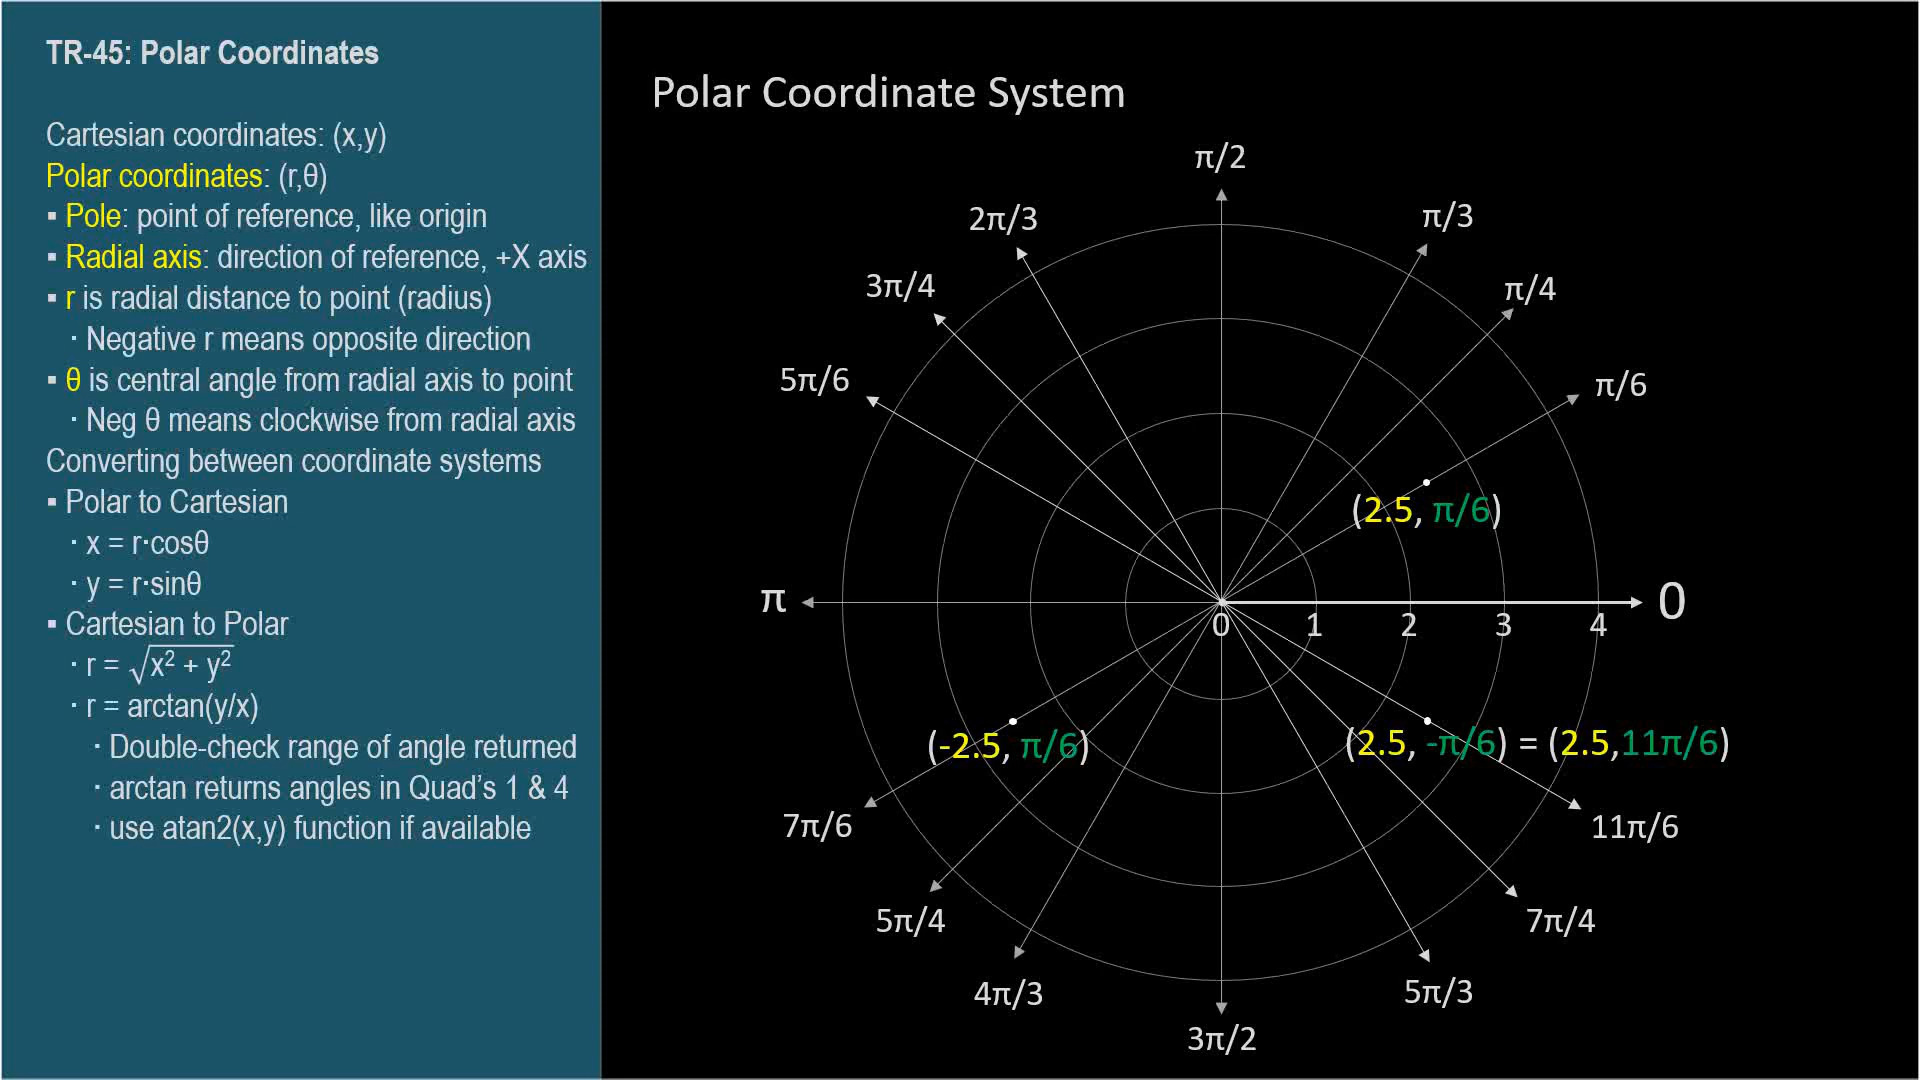 TR-45: Polar Coordinates
Cartesian coordinates: (x,y)
Polar coordinates: (r,θ)
▪ Pole: point of reference, like origin
▪ Radial axis: direction of reference, +X axis
▪ r is radial distance to point (radius)
· Negative r means opposite direction
▪ θ is central angle from radial axis to point
· Neg θ means clockwise from radial axis
Converting between coordinate systems
▪ Polar to Cartesian
· x = r·cosθ
· y = r·sinθ
▪ Cartesian to Polar
· r = √(x² + y²)
· r = arctan(y/x)
· Double-check range of angle returned
· arctan returns angles in Quad’s 1 & 4
· use atan2(x,y) function if available
Polar Coordinate System
π/2
2π/3
π/3
3π/4
π/4
5π/6
π/6
(2.5, π/6)
π
0
0 1 2 3 4
(-2.5, π/6)
(2.5, -π/6) = (2.5,11π/6)
7π/6
11π/6
5π/4
7π/4
4π/3
5π/3
3π/2